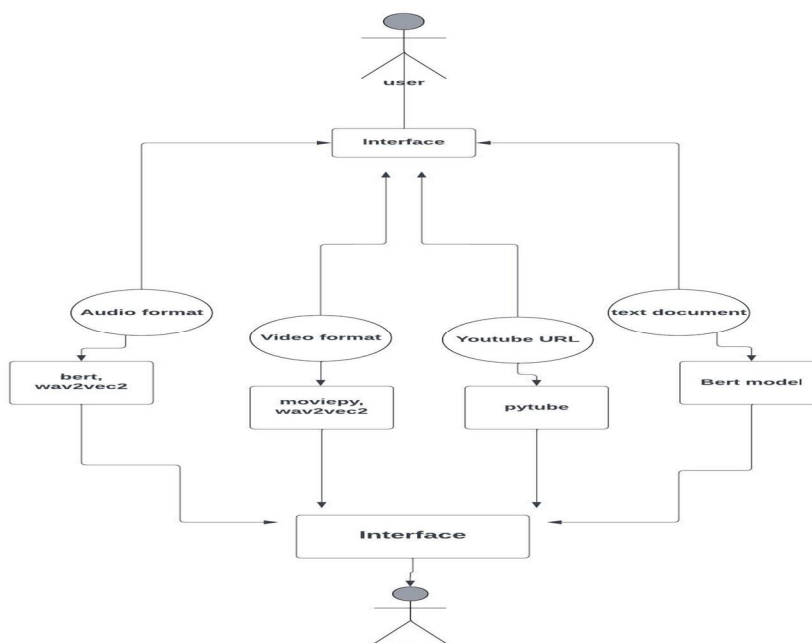 user
Interface
Audio format
Video format
Youtube URL
text document
bert,
wav2vec2
moviepy,
wav2vec2
pytube
Bert model
Interface